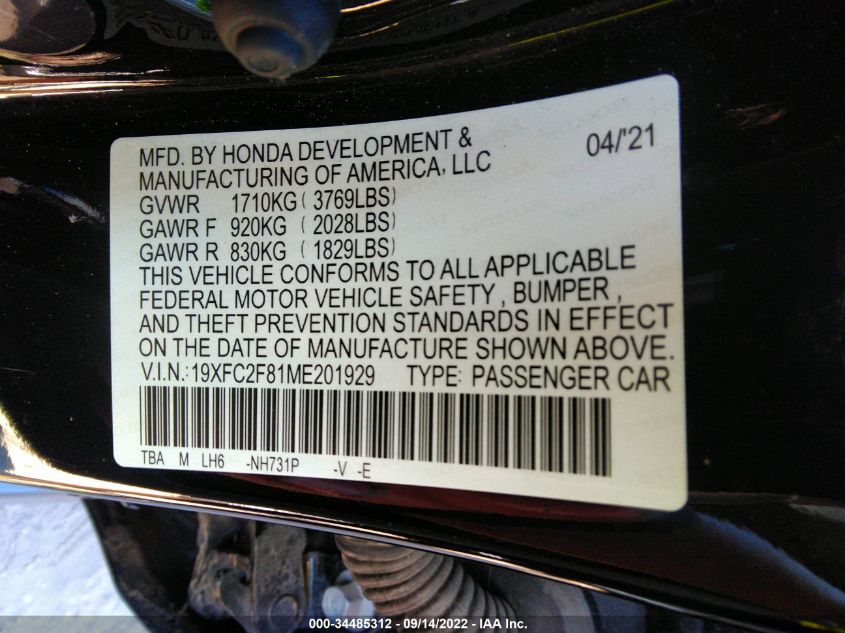 MFD. BY HONDA DEVELOPMENT & 04/'21
MANUFACTURING OF AMERICA, LLC
GVWR 1710KG ( 3769LBS)
GAWR F 920KG ( 2028LBS)
GAWR R 830KG ( 1829LBS)
THIS VEHICLE CONFORMS TO ALL APPLICABLE
FEDERAL MOTOR VEHICLE SAFETY , BUMPER ,
AND THEFT PREVENTION STANDARDS IN EFFECT
ON THE DATE OF MANUFACTURE SHOWN ABOVE.
V.I.N.: 19XFC2F81ME201929 TYPE: PASSENGER CAR
TBA M LH6 -NH731P -V -E
000-34485312 - 09/14/2022 - IAA Inc.